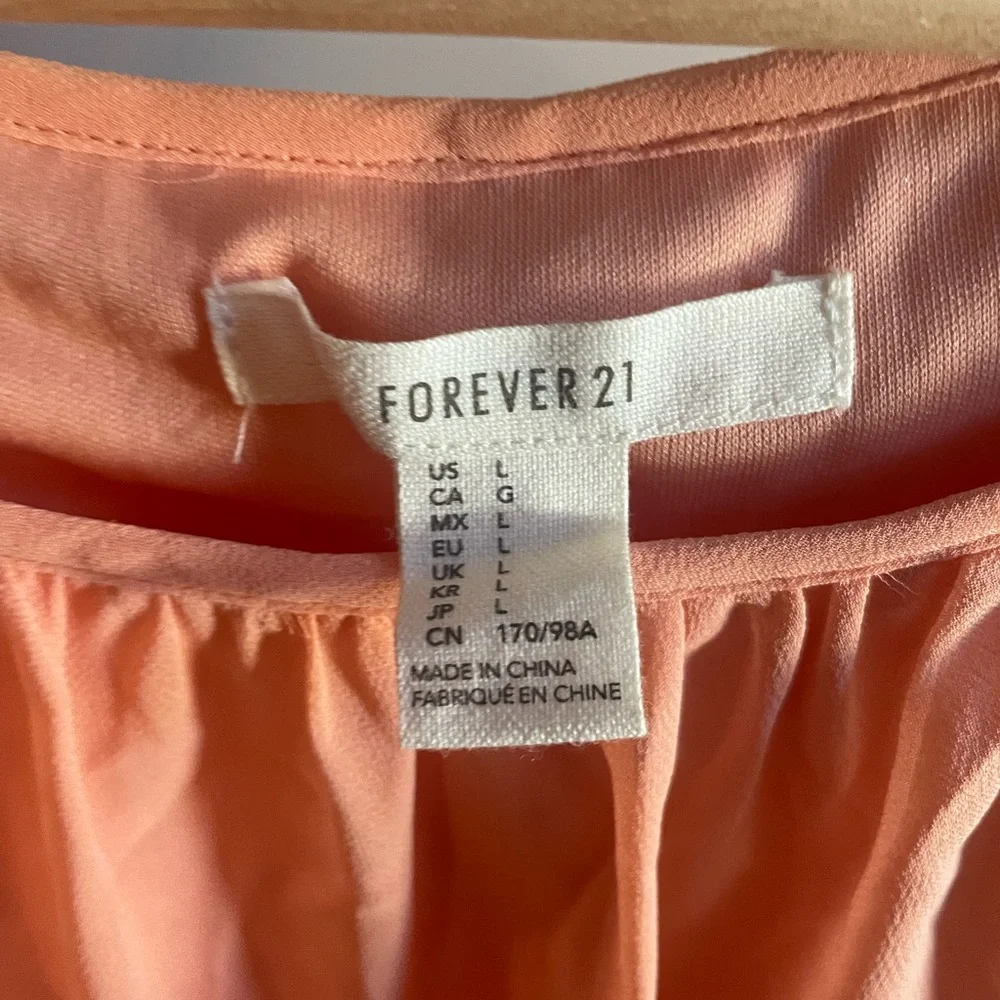 FOREVER 21
US L
CA G
MX L
EU L
UK L
KR L
JP L
CN 170/98A
MADE IN CHINA
FABRIQUÉ EN CHINE